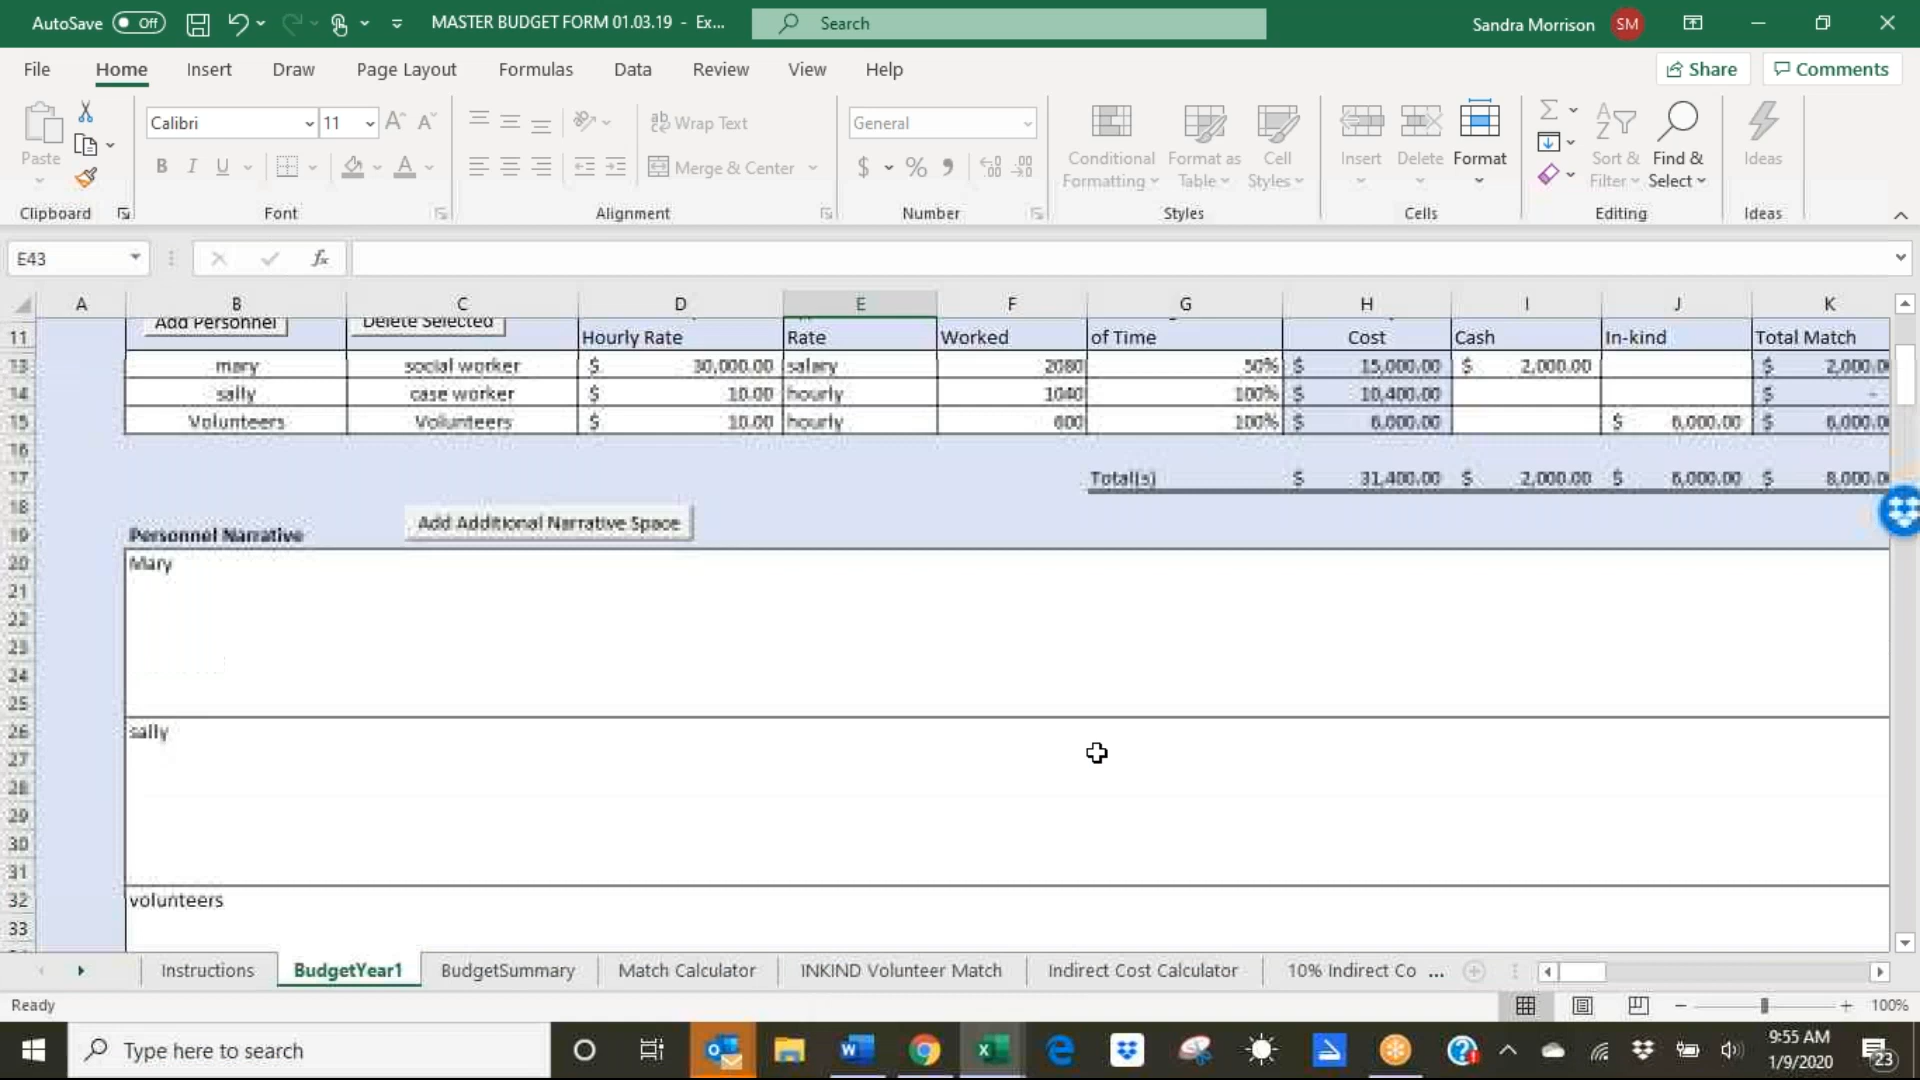 AutoSave Off MASTER BUDGET FORM 01.03.19 - Ex... Search Sandra Morrison SM
File Home Insert Draw Page Layout Formulas Data Review View Help Share Comments
Calibri 11 Wrap Text General
Paste B I U Merge & Center $ % Conditional Formatting Format as Table Cell Styles Insert Delete Format Sort & Filter Find & Select Ideas
Clipboard Font Alignment Number Styles Cells Editing Ideas
E43 fx
A B C D E F G H I J K
Add Personnel Delete Selected
11 Hourly Rate Rate Worked of Time Cost Cash In-kind Total Match
13 mary social worker $ 30,000.00 salary 2080 50% $ 15,000.00 $ 2,000.00 $ 2,000.0
14 sally case worker $ 10.00 hourly 1040 100% $ 10,400.00 $ -
15 Volunteers Volunteers $ 10.00 hourly 600 100% $ 6,000.00 $ 6,000.00 $ 6,000.0
16
17 Total(s) $ 31,400.00 $ 2,000.00 $ 6,000.00 $ 8,000.0
18
Add Additional Narrative Space
19 Personnel Narrative
20 Mary
21
22
23
24
25
26 sally
27
28
29
30
31
32 volunteers
33
Instructions BudgetYear1 BudgetSummary Match Calculator INKIND Volunteer Match Indirect Cost Calculator 10% Indirect Co ...
Ready 100%
Type here to search 9:55 AM
1/9/2020 23